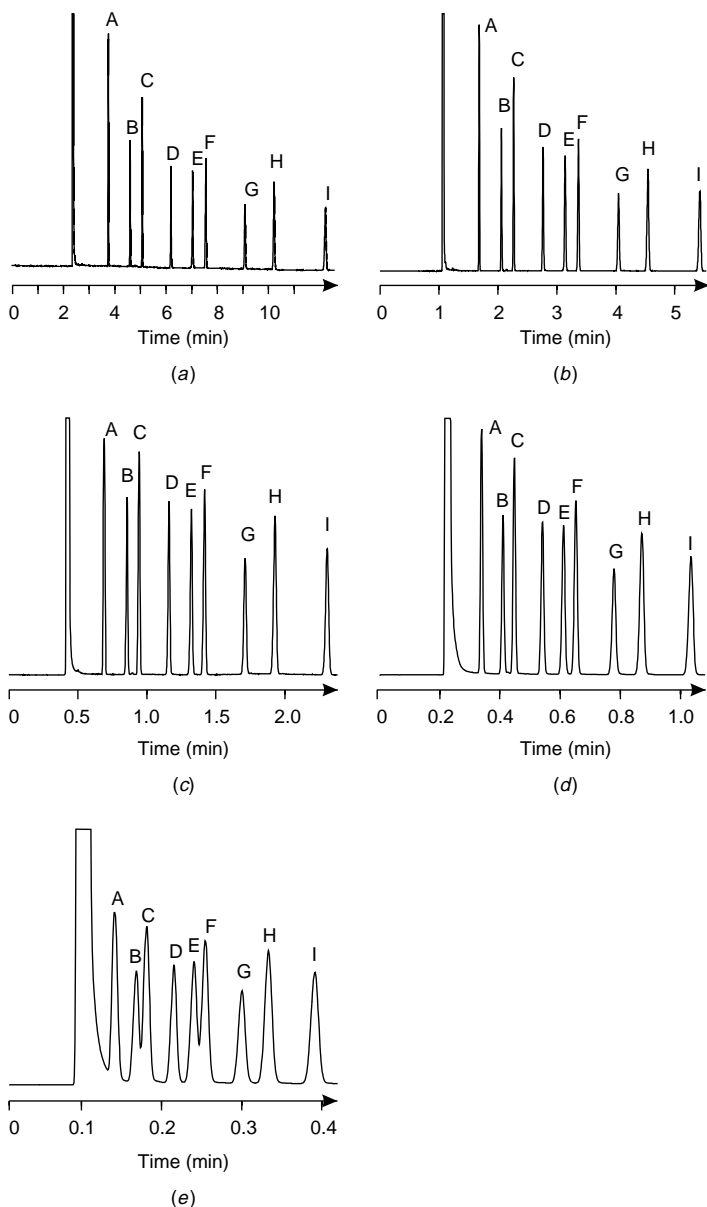 A
C
B
D
E
F
G
H
I
0 2 4 6 8 10
Time (min)
(a)
A
C
B
D
E
F
G
H
I
0 1 2 3 4 5
Time (min)
(b)
A
C
B
D
E
F
G
H
I
0 0.5 1.0 1.5 2.0
Time (min)
(c)
A
C
B
D
E
F
G
H
I
0 0.2 0.4 0.6 0.8 1.0
Time (min)
(d)
A
C
B
D
E
F
G
H
I
0 0.1 0.2 0.3 0.4
Time (min)
(e)